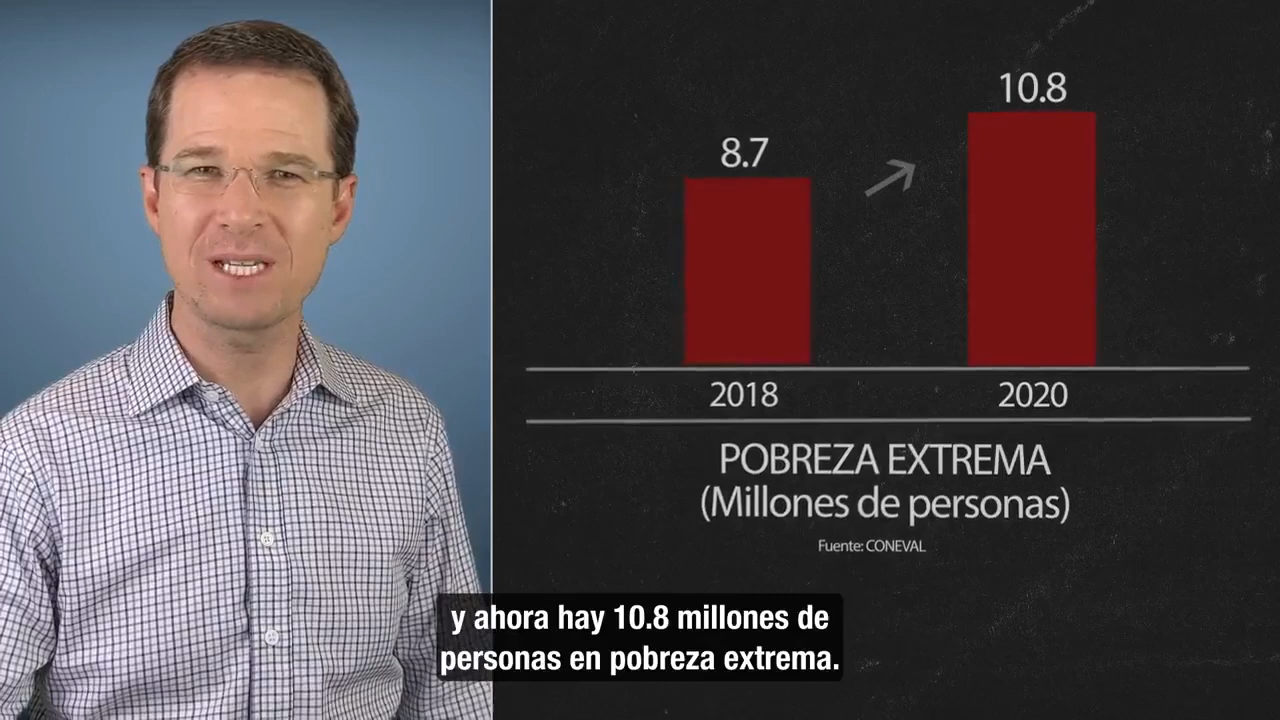 10.8
8.7
2018
2020
POBREZA EXTREMA
(Millones de personas)
Fuente: CONEVAL
y ahora hay 10.8 millones de
personas en pobreza extrema.